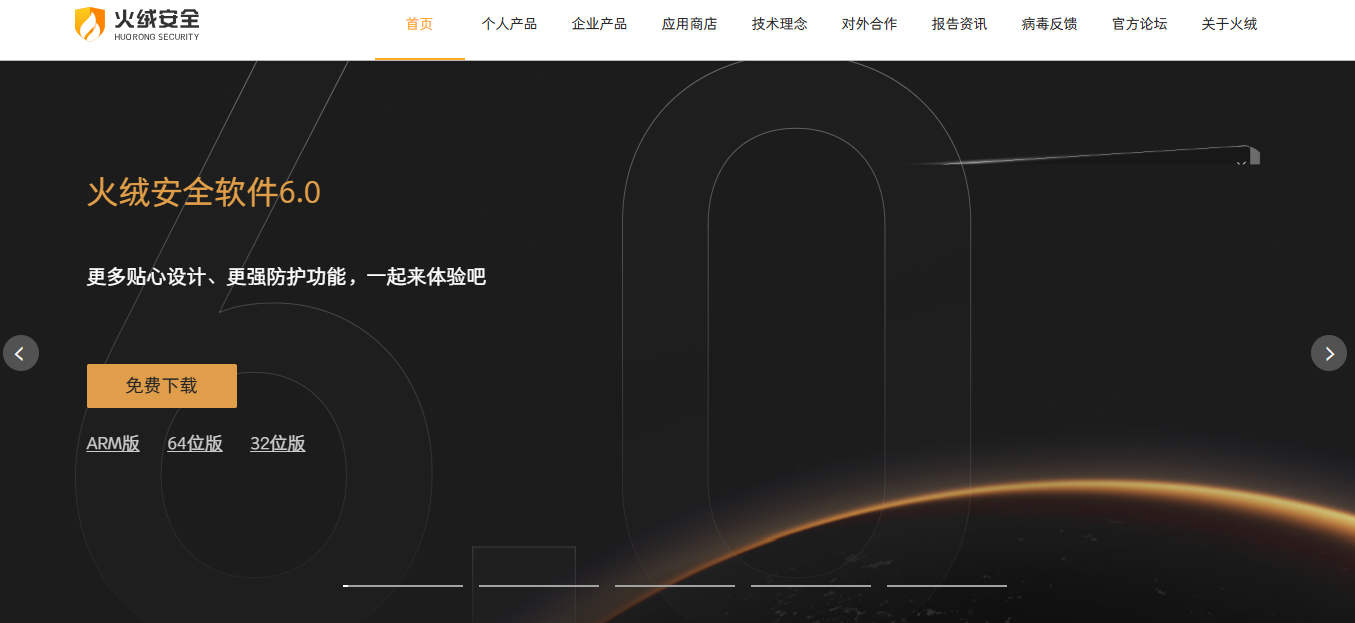 火绒安全
HUORONG SECURITY
首页 个人产品 企业产品 应用商店 技术理念 对外合作 报告资讯 病毒反馈 官方论坛 关于火绒
6.0
火绒安全软件6.0
更多贴心设计、更强防护功能，一起来体验吧
免费下载
ARM版 64位版 32位版